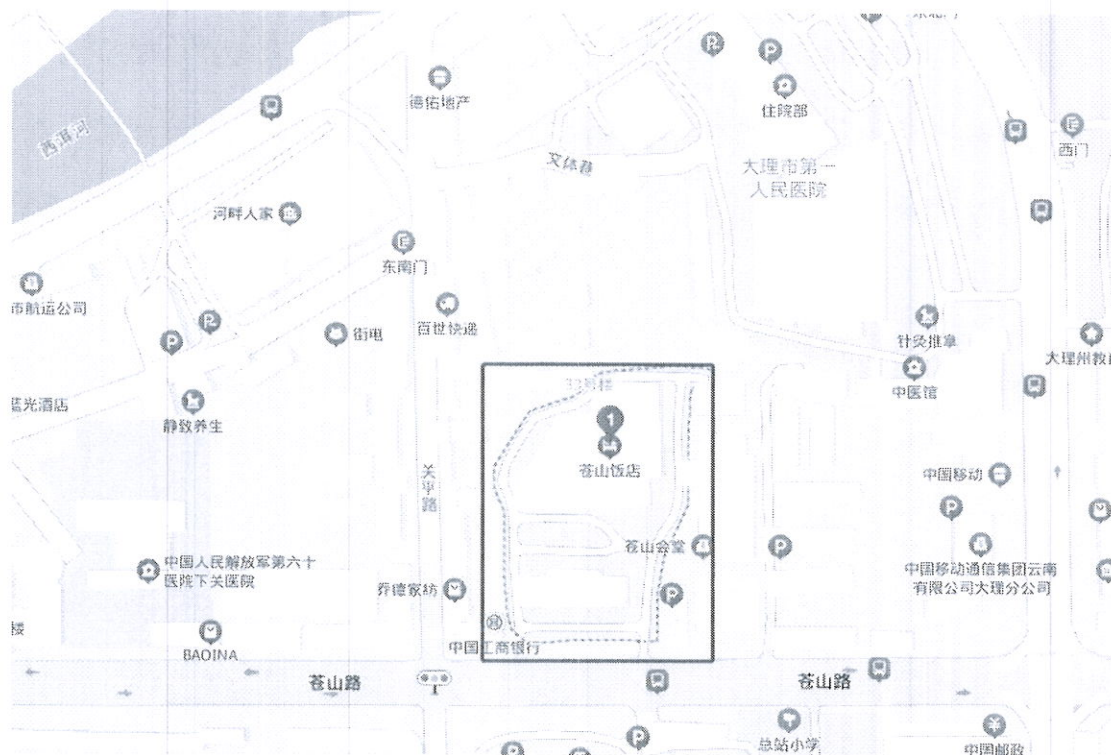 西洱河
德佑地产
住院部
西门
文体巷
大理市第一
人民医院
河畔人家
东南门
市航运公司
百世快递
街电
针灸推拿
大理州教
中医馆
蓝光酒店
静致养生
33号楼
1
苍山饭店
关平路
中国移动
苍山会堂
中国人民解放军第六十
医院下关医院
乔德家纺
中国移动通信集团云南
有限公司大理分公司
楼
BAOINA
中国工商银行
苍山路
苍山路
总站小学
中国邮政
P
P
P
P
P
P
P
P
P